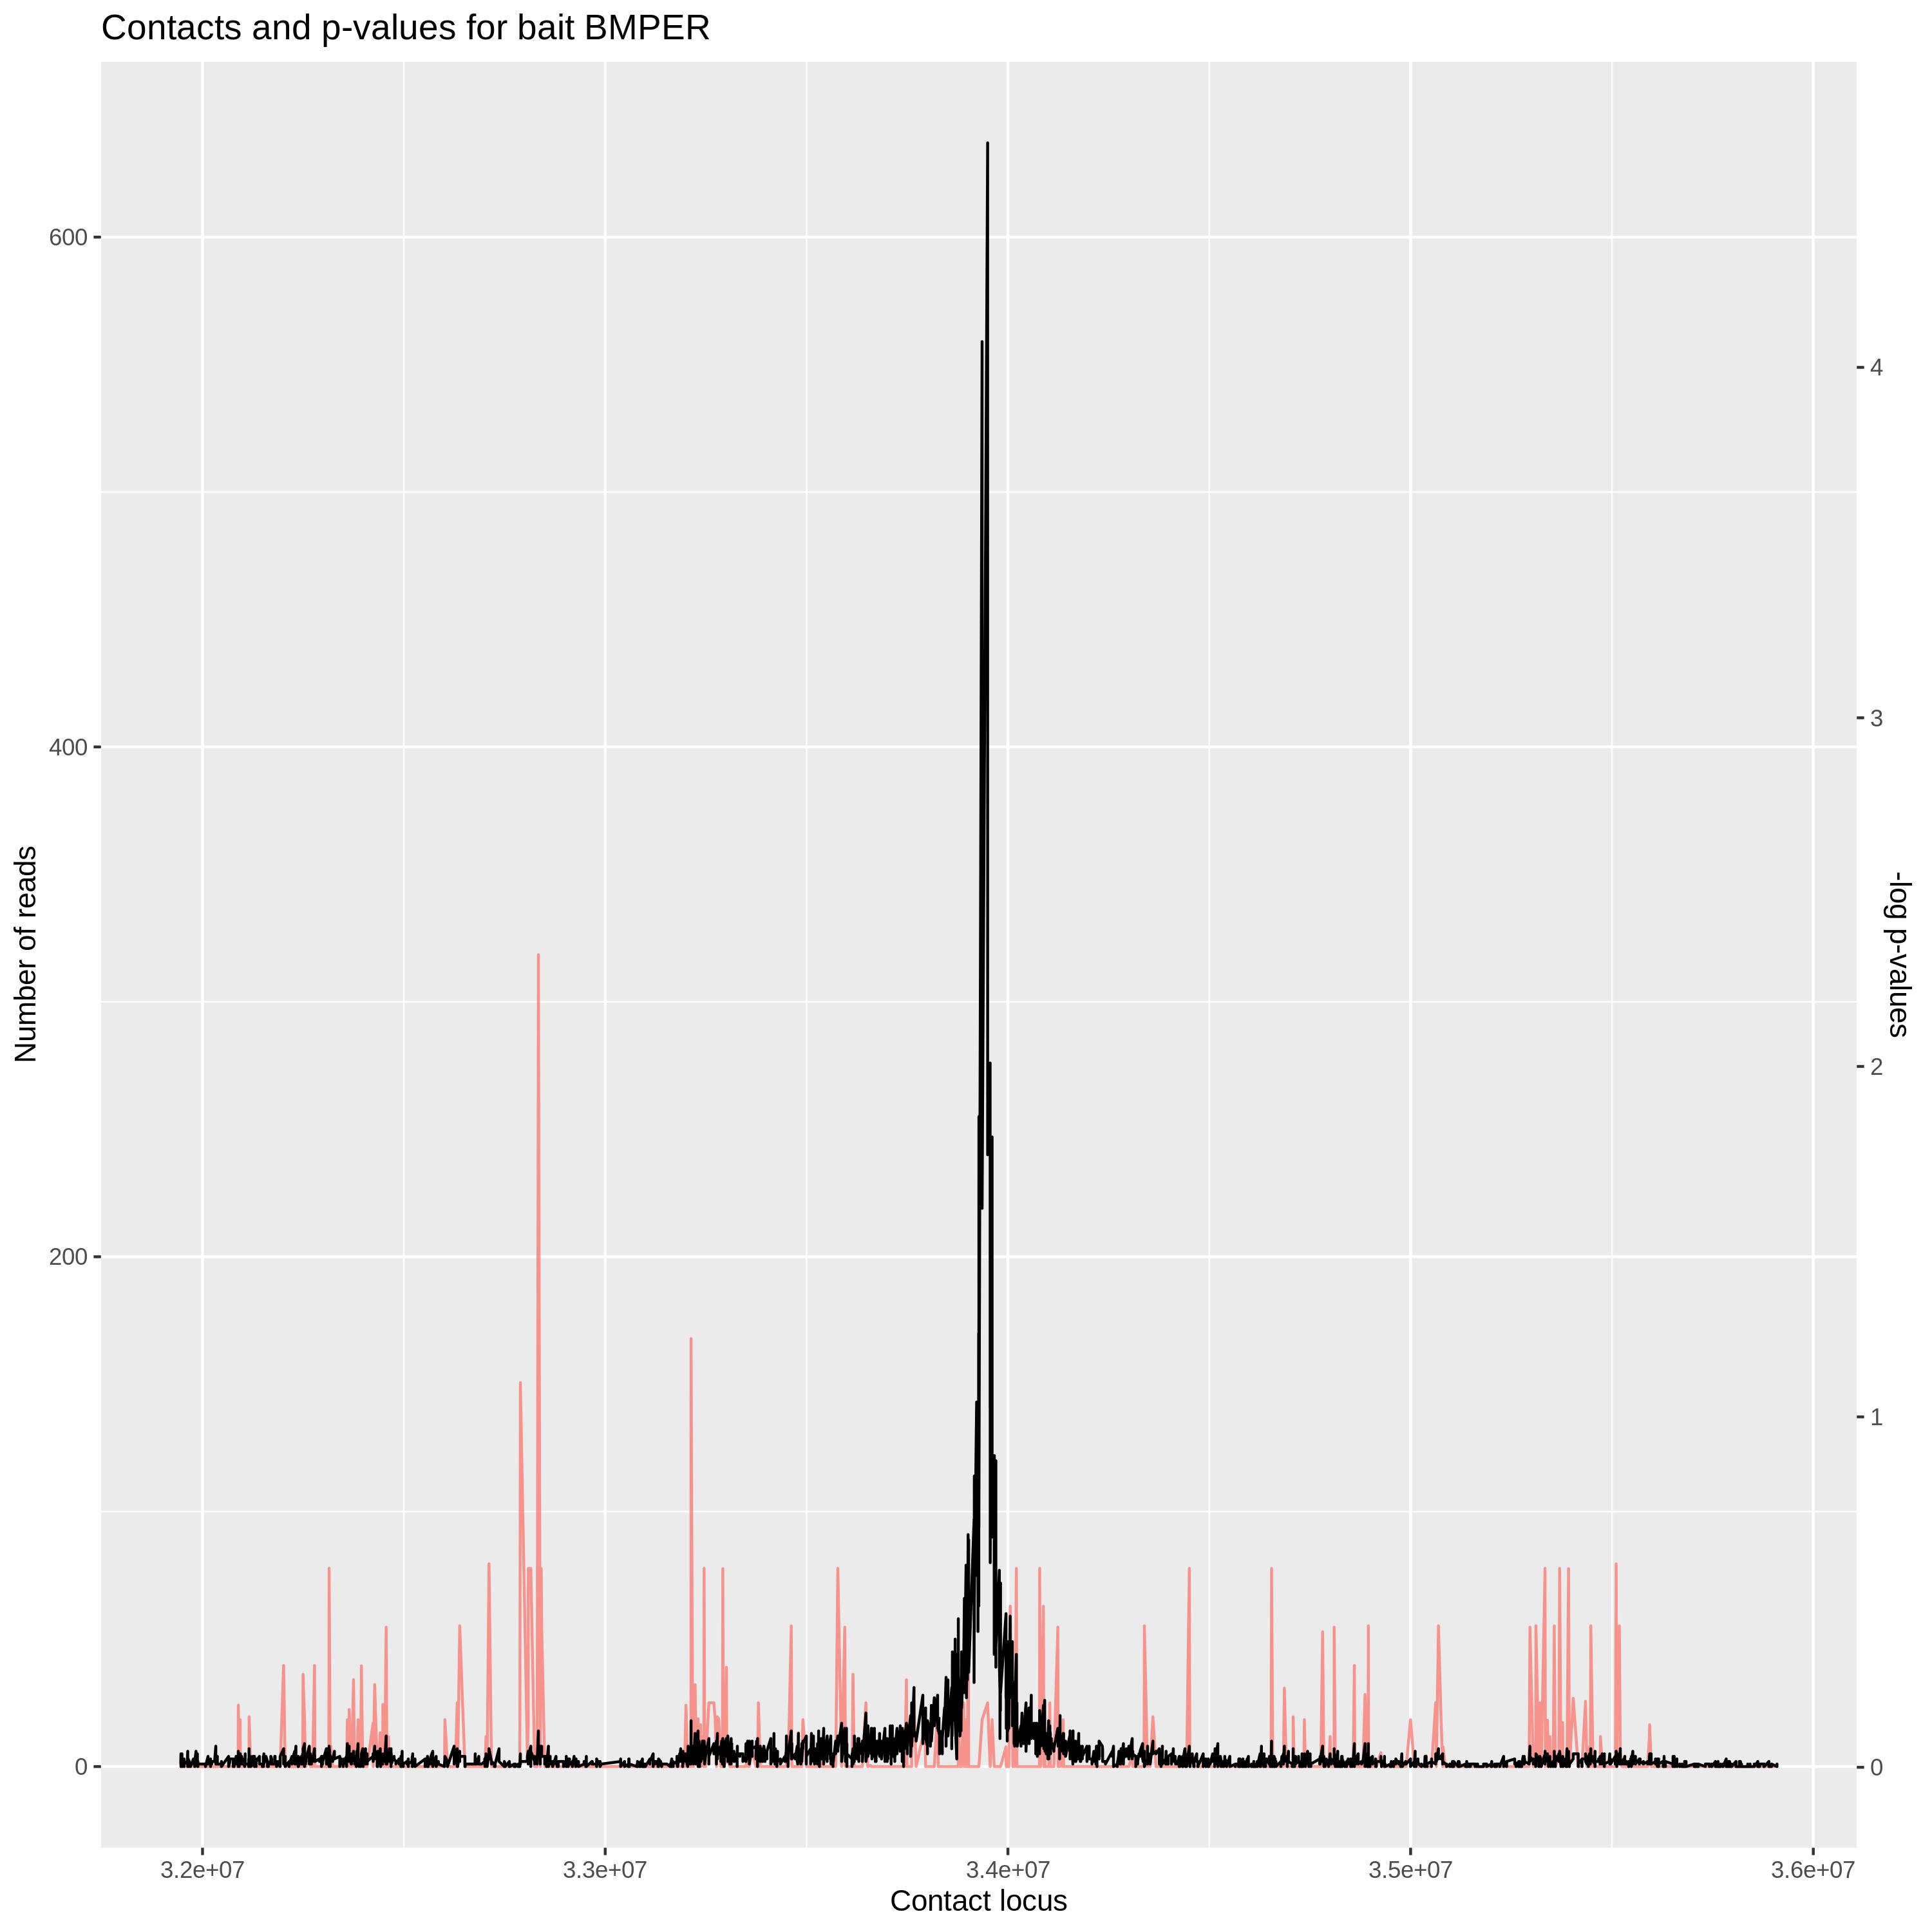 Contacts and p-values for bait BMPER
600
400
200
0
Number of reads
4
3
2
1
0
-log p-values
3.2e+07 3.3e+07 3.4e+07 3.5e+07 3.6e+07
Contact locus